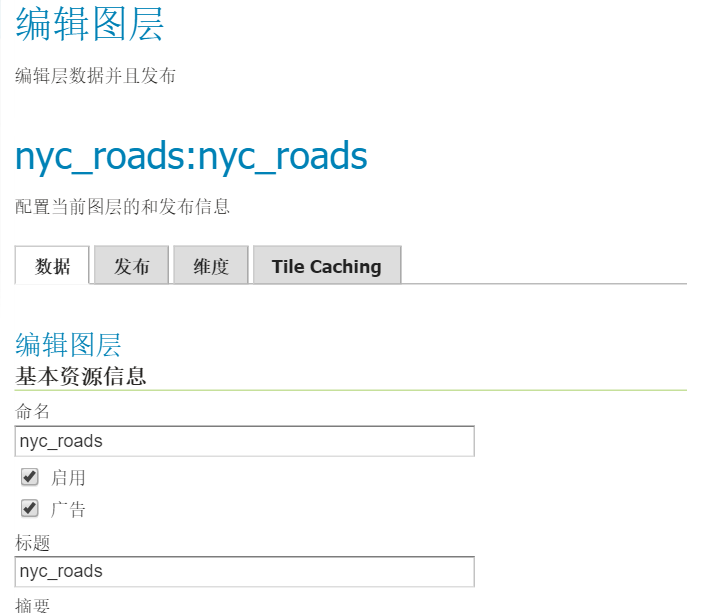 编辑图层
编辑层数据并且发布
nyc_roads:nyc_roads
配置当前图层的和发布信息
数据 发布 维度 Tile Caching
编辑图层
基本资源信息
命名
nyc_roads
启用
广告
标题
nyc_roads
摘要